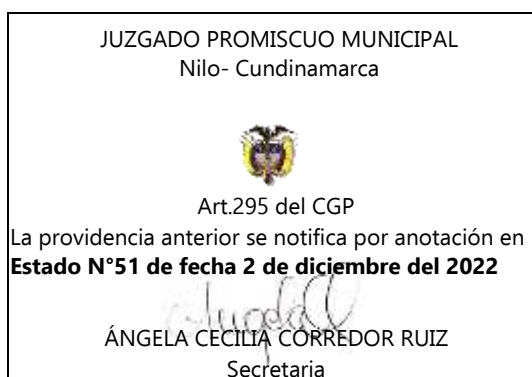 JUZGADO PROMISCUO MUNICIPAL
Nilo- Cundinamarca
Art.295 del CGP
La providencia anterior se notifica por anotación en
Estado N°51 de fecha 2 de diciembre del 2022
ÁNGELA CECILIA CORREDOR RUIZ
Secretaria